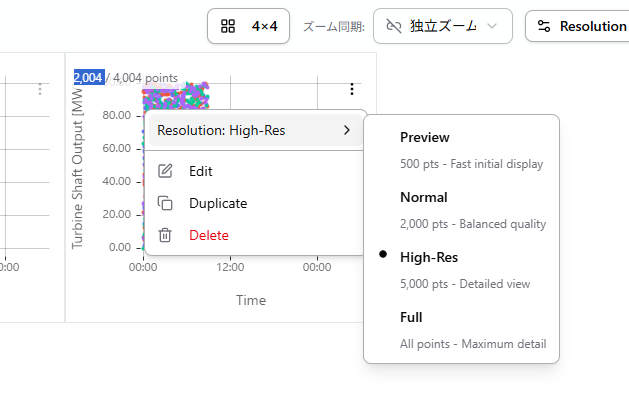 4×4
ズーム同期:
独立ズーム
Resolution
2,004 / 4,004 points
Turbine Shaft Output [MW
80.00
60.00
40.00
20.00
0.00
0:00
00:00
12:00
00:00
Time
Resolution: High-Res
Edit
Duplicate
Delete
Preview
500 pts - Fast initial display
Normal
2,000 pts - Balanced quality
High-Res
5,000 pts - Detailed view
Full
All points - Maximum detail